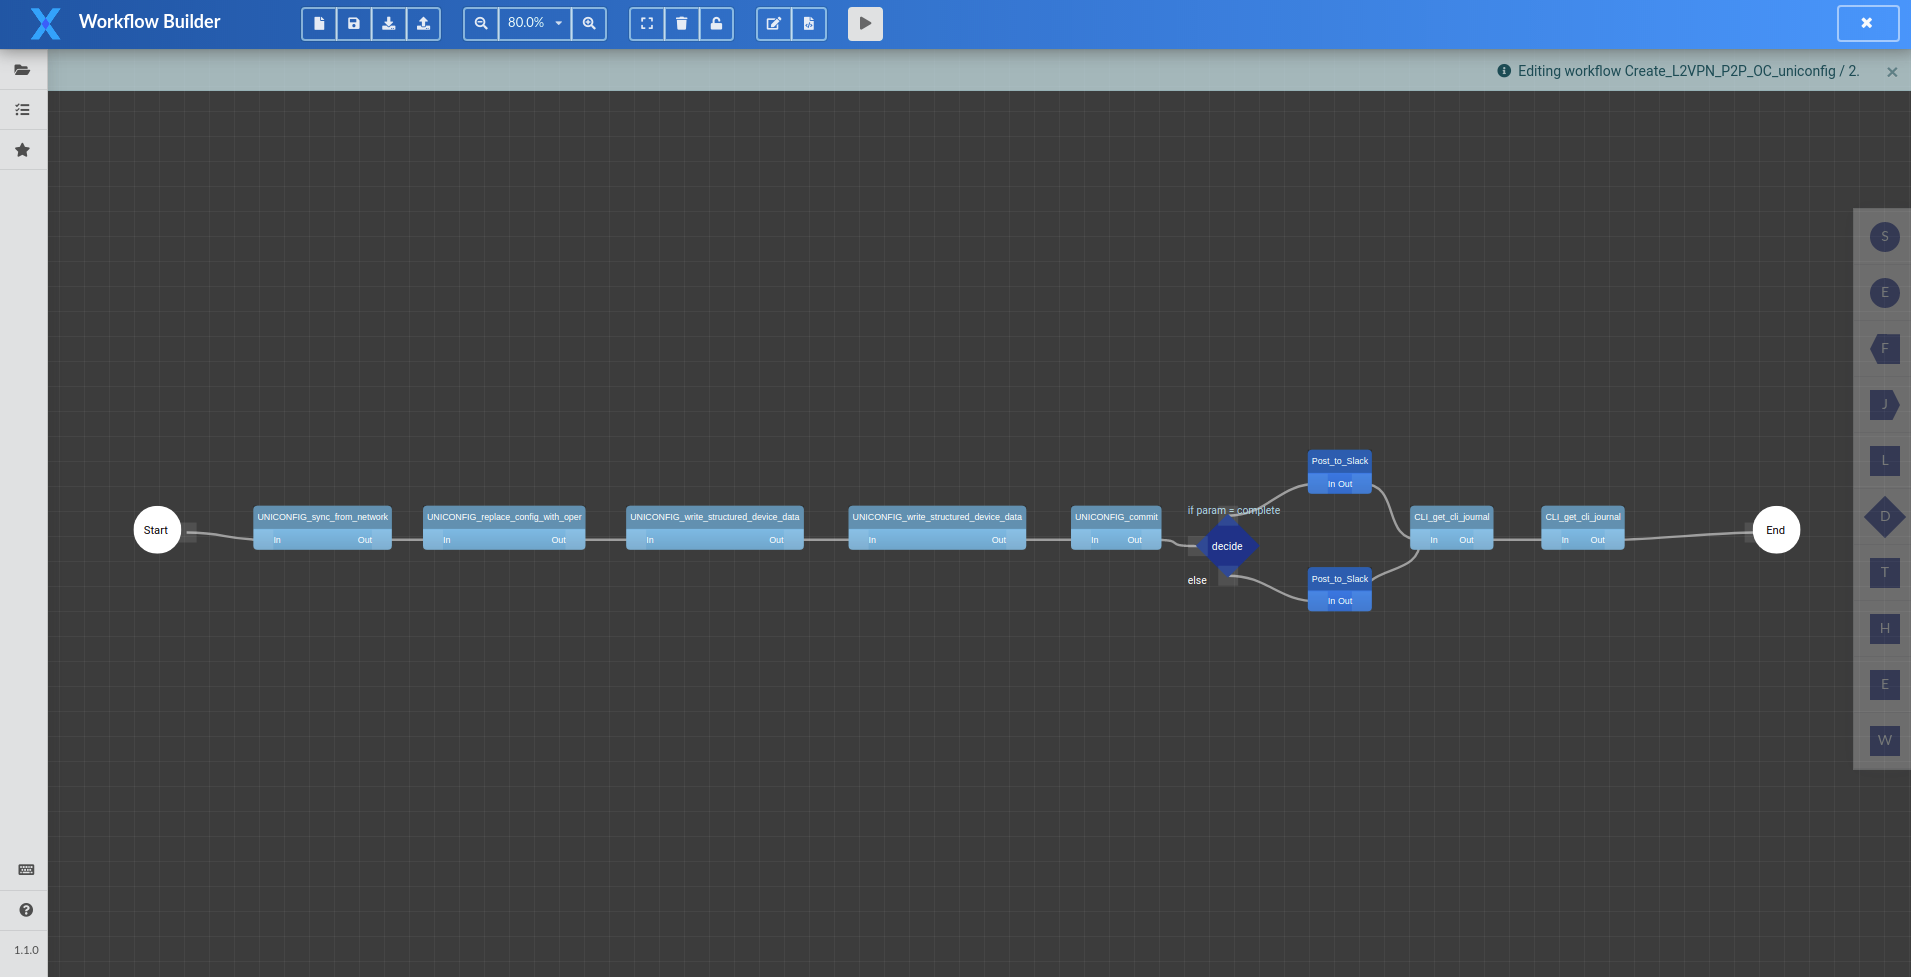 Workflow Builder
80.0%
Editing workflow Create_L2VPN_P2P_OC_uniconfig / 2.
S
E
F
J
L
D
T
H
E
W
Post_to_Slack
In Out
Start
UNICONFIG_sync_from_network
In Out
UNICONFIG_replace_config_with_oper
In Out
UNICONFIG_write_structured_device_data
In Out
UNICONFIG_write_structured_device_data
In Out
UNICONFIG_commit
In Out
if param = complete
decide
else
Post_to_Slack
In Out
CLI_get_cli_journal
In Out
CLI_get_cli_journal
In Out
End
1.1.0